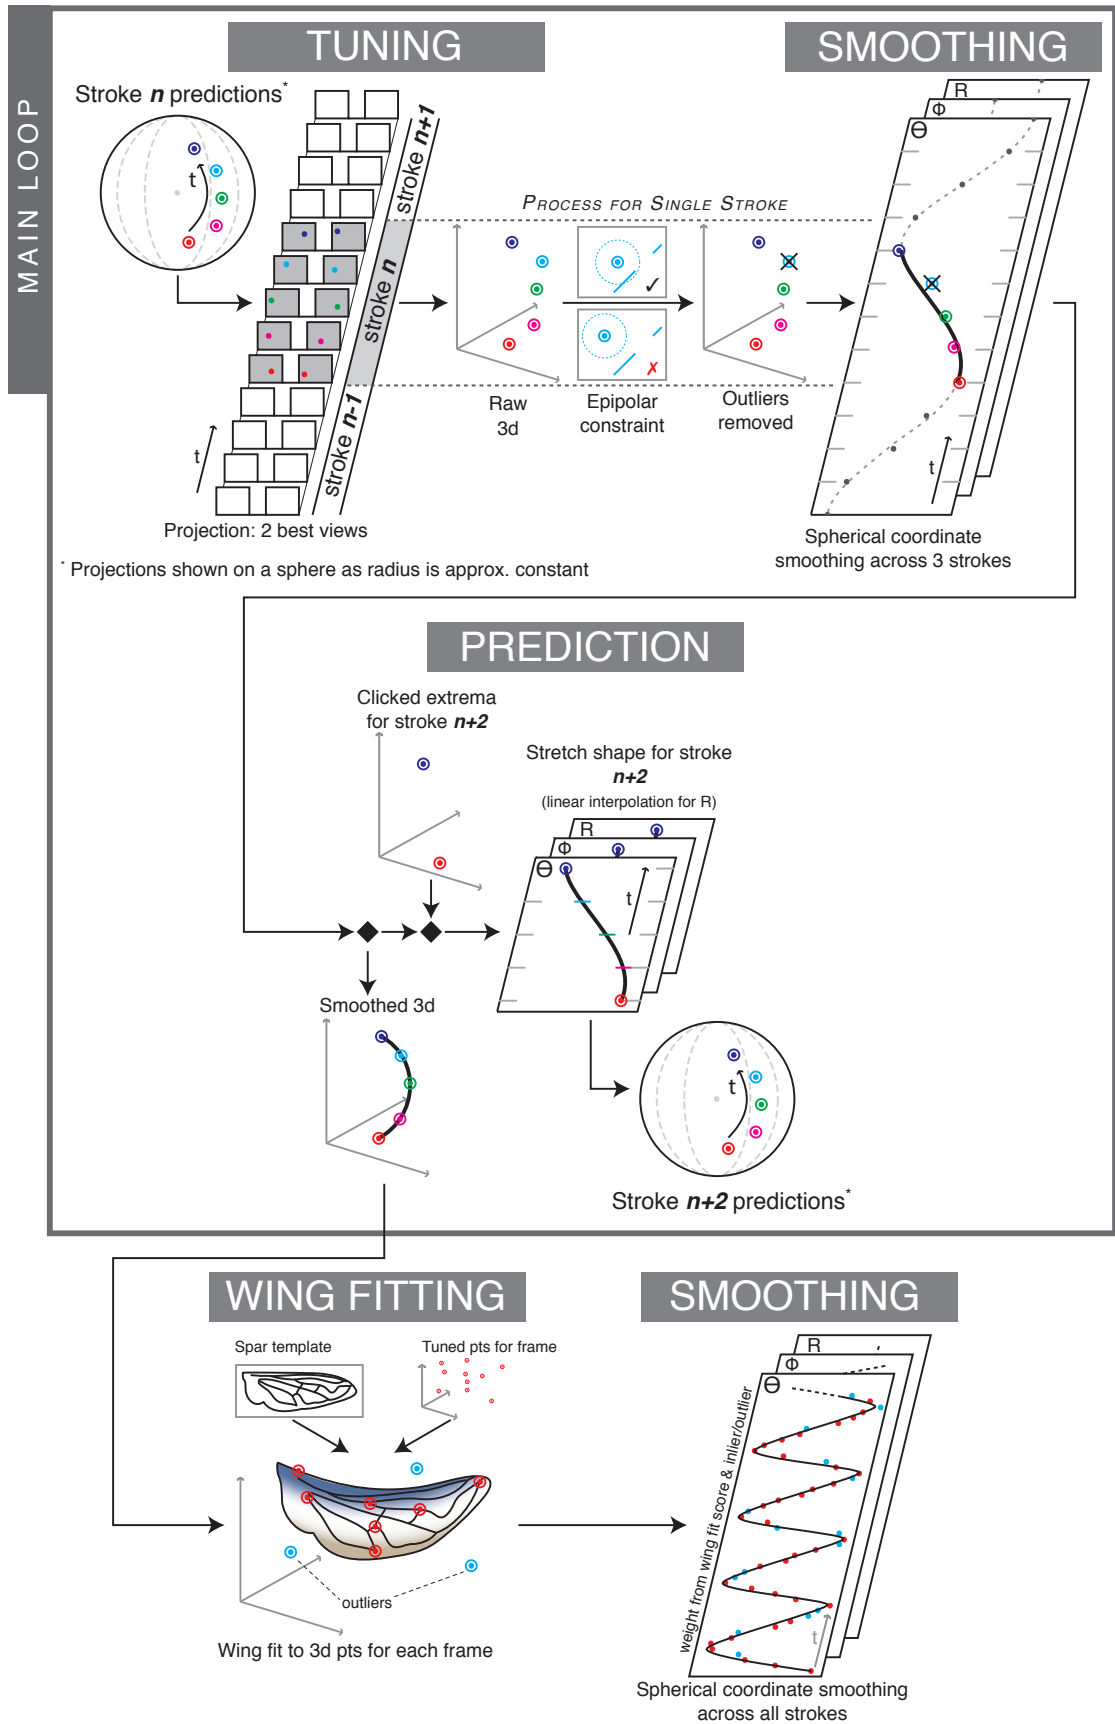 MAIN LOOP
TUNING
SMOOTHING
Stroke n predictions*
t
stroke n+1
stroke n
stroke n-1
t
Projection: 2 best views
PROCESS FOR SINGLE STROKE
Raw
3d
✓
✗
Epipolar
constraint
Outliers
removed
R
Φ
Θ
t
Spherical coordinate
smoothing across 3 strokes
* Projections shown on a sphere as radius is approx. constant
PREDICTION
Clicked extrema
for stroke n+2
Stretch shape for stroke
n+2
(linear interpolation for R)
R
Φ
Θ
t
Smoothed 3d
t
Stroke n+2 predictions*
WING FITTING
SMOOTHING
Spar template
Tuned pts for frame
outliers
Wing fit to 3d pts for each frame
R
Φ
Θ
weight from wing fit score & inlier/outlier
t
Spherical coordinate smoothing
across all strokes